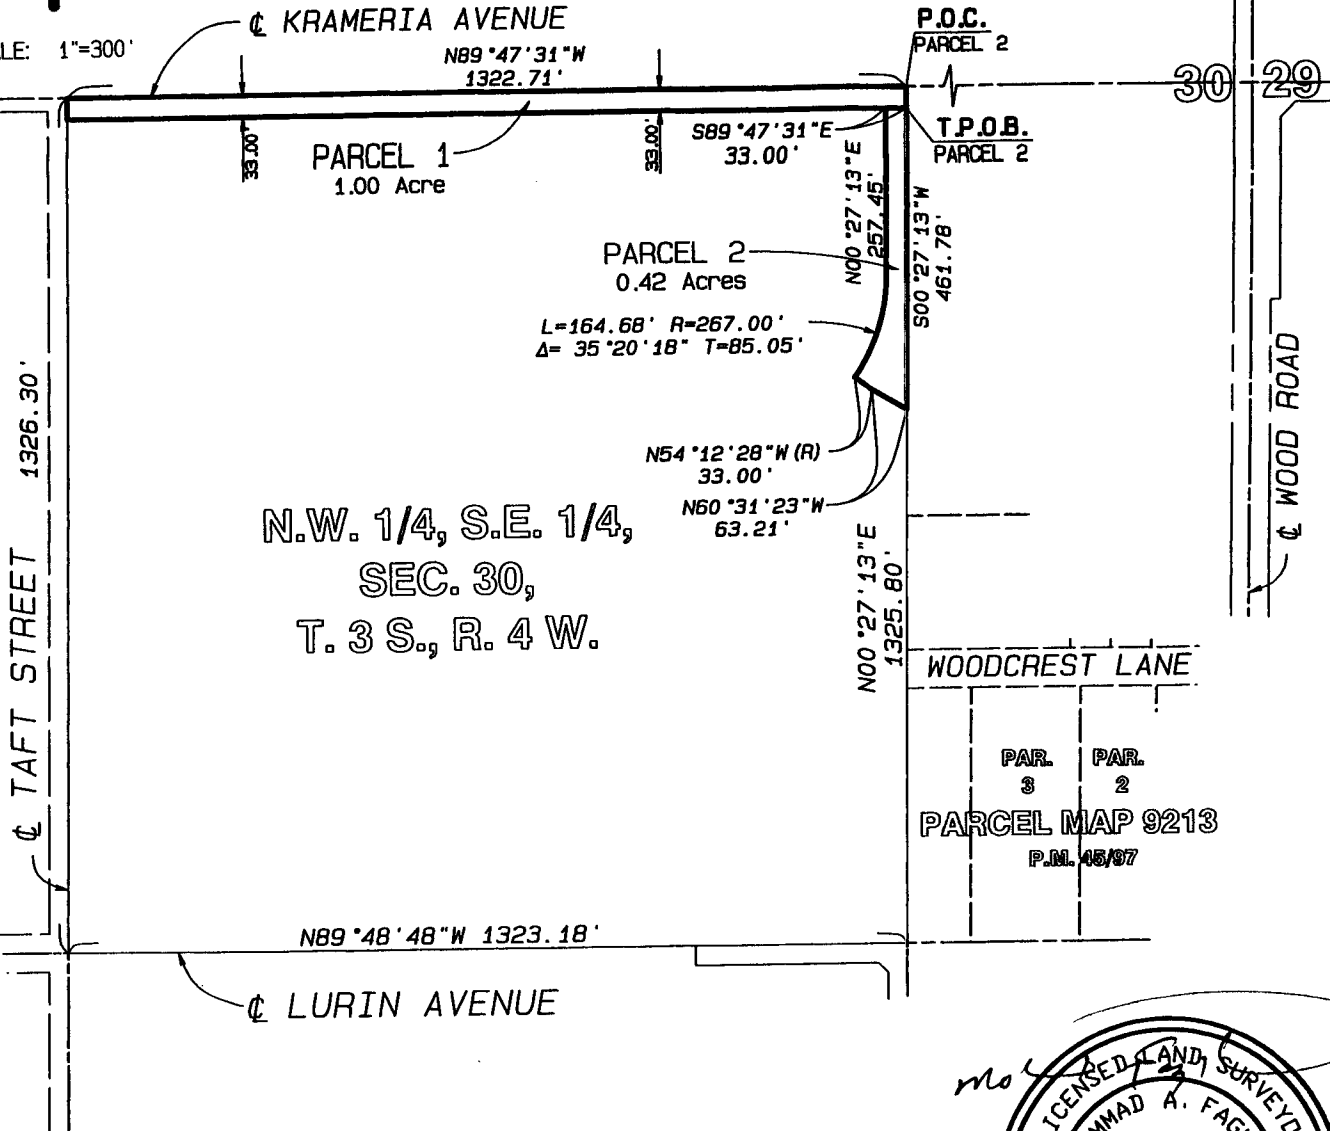 ℄ KRAMERIA AVENUE
LE: 1"=300'
N89°47'31"W
1322.71'
P.O.C.
PARCEL 2
30 29
T.P.O.B.
PARCEL 2
S89°47'31"E
33.00'
33.00'
33.00'
PARCEL 1
1.00 Acre
N00°27'13"E
257.45'
S00°27'13"W
461.78'
PARCEL 2
0.42 Acres
L=164.68' R=267.00'
Δ= 35°20'18" T=85.05'
1326.30'
℄ TAFT STREET
℄ WOOD ROAD
N54°12'28"W (R)
33.00'
N60°31'23"W
63.21'
N.W. 1/4, S.E. 1/4,
SEC. 30,
T. 3 S., R. 4 W.
N00°27'13"E
1325.80'
WOODCREST LANE
PAR.
3
PAR.
2
PARCEL MAP 9213
P.M. 45/97
N89°48'48"W 1323.18'
℄ LURIN AVENUE
ICENSED LAND SURVEYO
MMAD A. FAG